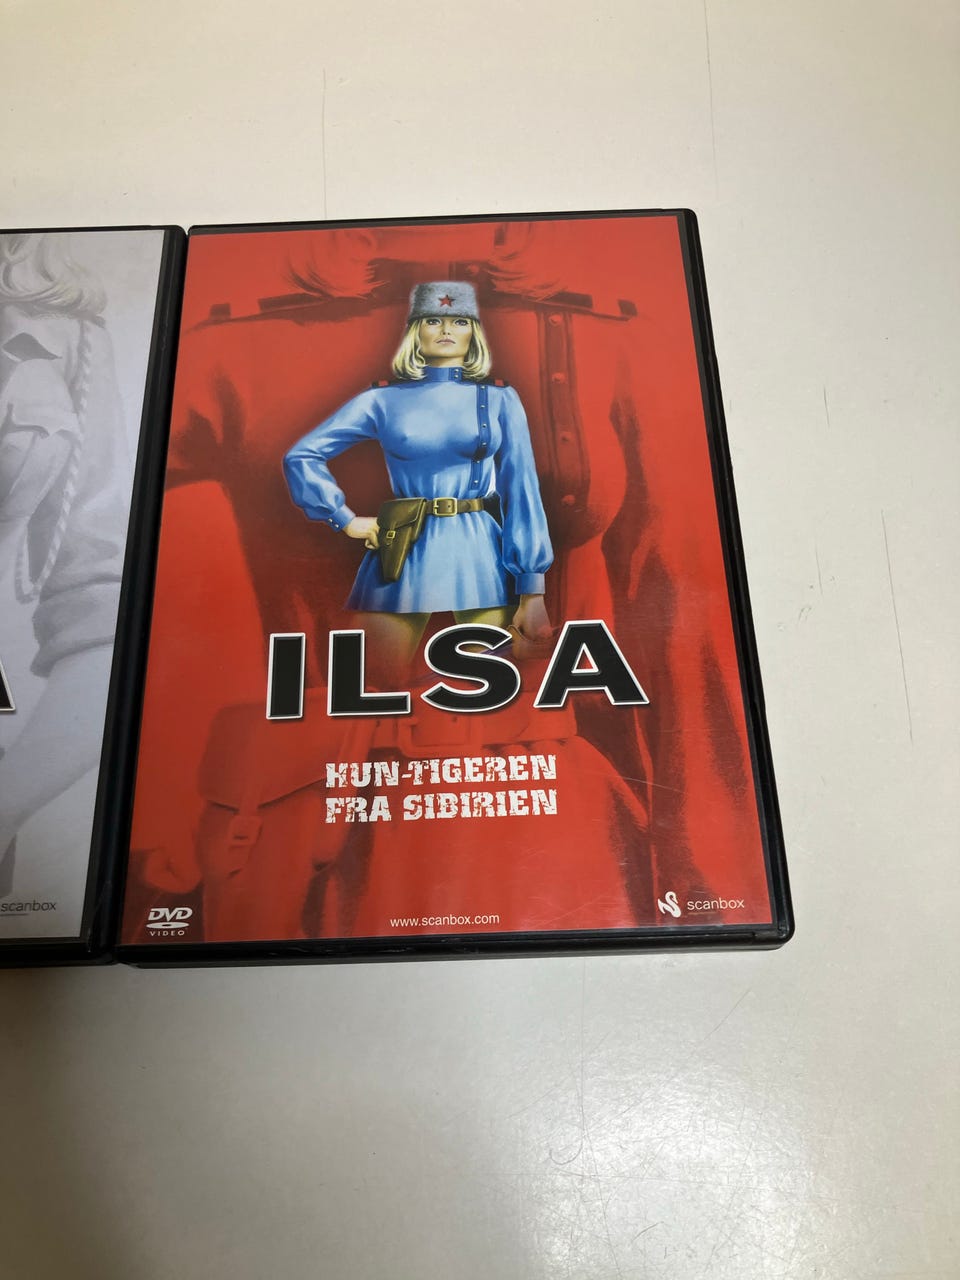 ILSA
HUN-TIGEREN
FRA SIBIRIEN
DVD
VIDEO
www.scanbox.com
scanbox
scanbox